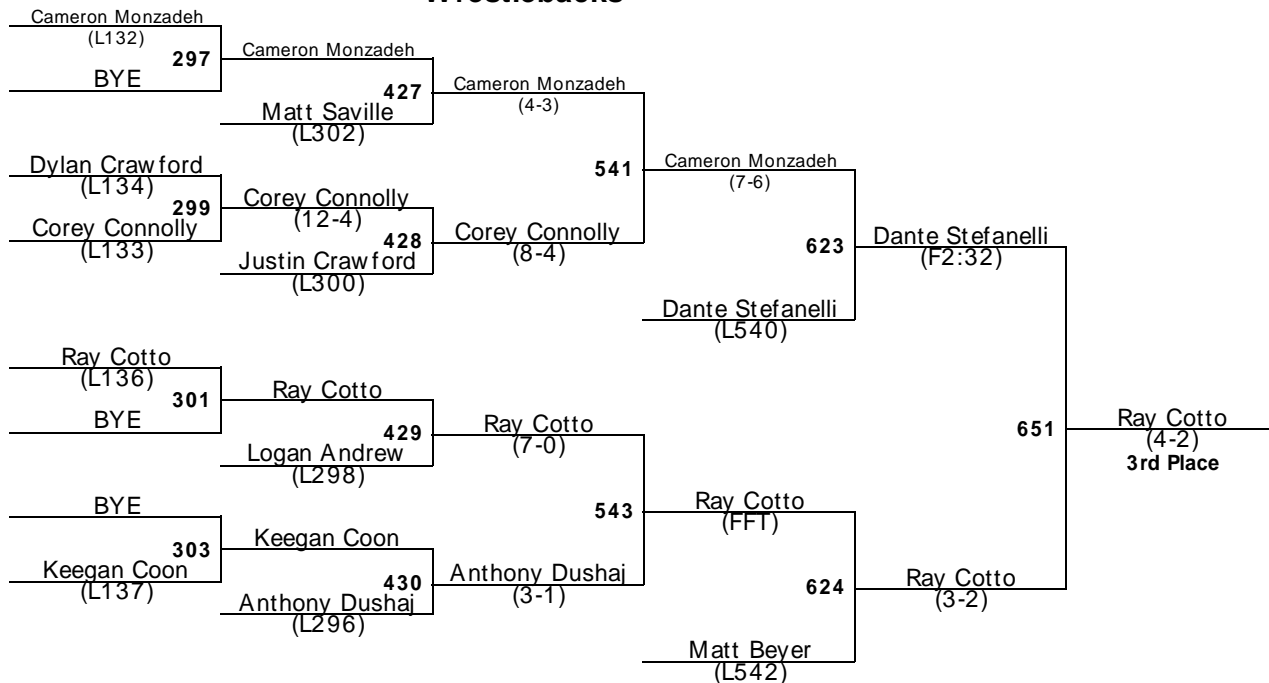 Cameron Monzadeh
(L132)
297
BYE
Cameron Monzadeh
427
Matt Saville
(L302)
Cameron Monzadeh
(4-3)
Dylan Crawford
(L134)
299
Corey Connolly
(L133)
Corey Connolly
(12-4)
428
Justin Crawford
(L300)
Corey Connolly
(8-4)
541
Cameron Monzadeh
(7-6)
623
Dante Stefanelli
(L540)
Dante Stefanelli
(F2:32)
Ray Cotto
(L136)
301
BYE
Ray Cotto
429
Logan Andrew
(L298)
Ray Cotto
(7-0)
BYE
303
Keegan Coon
(L137)
Keegan Coon
430
Anthony Dushaj
(L296)
Anthony Dushaj
(3-1)
543
Ray Cotto
(FFT)
624
Matt Beyer
(L542)
Ray Cotto
(3-2)
651
Ray Cotto
(4-2)
3rd Place